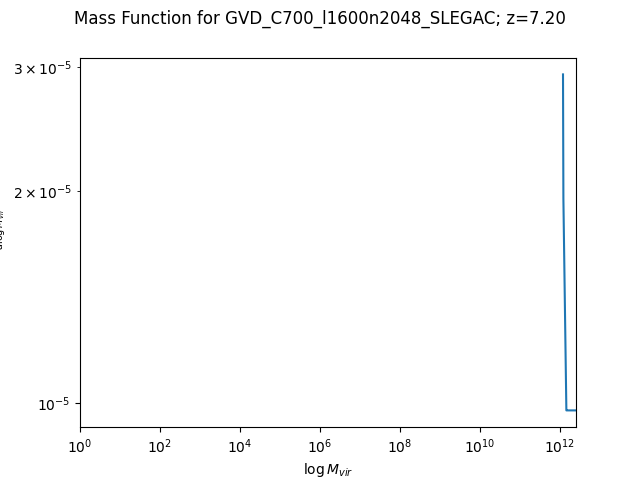 Mass Function for GVD_C700_l1600n2048_SLEGAC; z=7.20
3 × 10⁻⁵
2 × 10⁻⁵
10⁻⁵
10⁰ 10² 10⁴ 10⁶ 10⁸ 10¹⁰ 10¹²
log M_vir